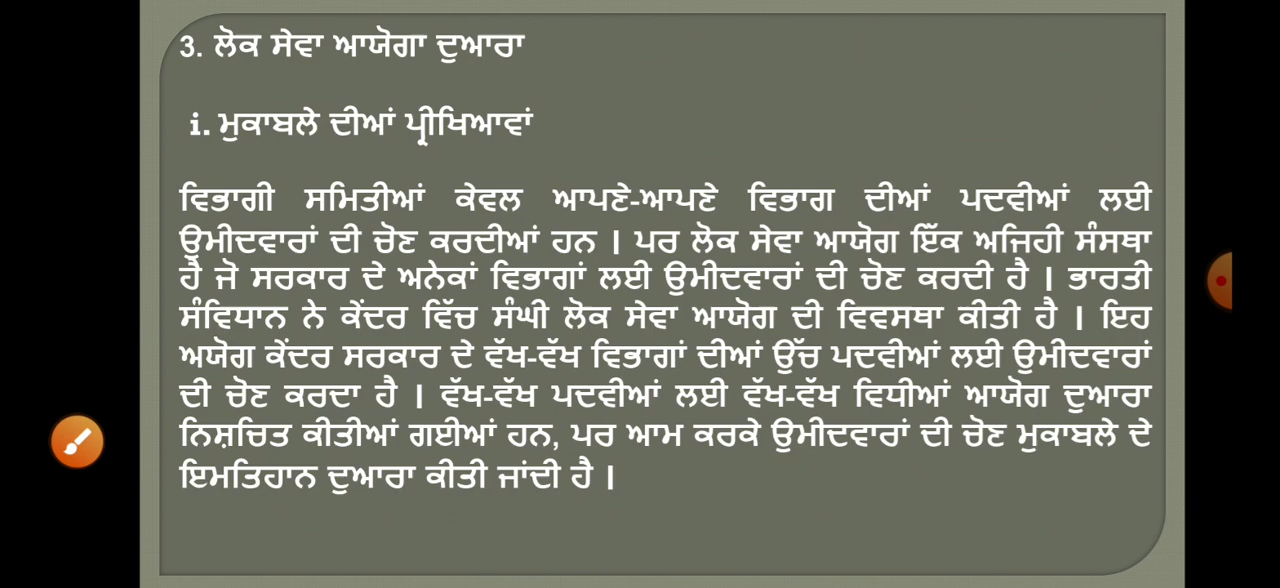 3. ਲੋਕ ਸੇਵਾ ਆਯੋਗਾ ਦੁਆਰਾ
i. ਮੁਕਾਬਲੇ ਦੀਆਂ ਪ੍ਰੀਖਿਆਵਾਂ
ਵਿਭਾਗੀ ਸਮਿਤੀਆਂ ਕੇਵਲ ਆਪਣੇ-ਆਪਣੇ ਵਿਭਾਗ ਦੀਆਂ ਪਦਵੀਆਂ ਲਈ
ਉਮੀਦਵਾਰਾਂ ਦੀ ਚੋਣ ਕਰਦੀਆਂ ਹਨ । ਪਰ ਲੋਕ ਸੇਵਾ ਆਯੋਗ ਇੱਕ ਅਜਿਹੀ ਸੰਸਥਾ
ਹੈ ਜੋ ਸਰਕਾਰ ਦੇ ਅਨੇਕਾਂ ਵਿਭਾਗਾਂ ਲਈ ਉਮੀਦਵਾਰਾਂ ਦੀ ਚੋਣ ਕਰਦੀ ਹੈ । ਭਾਰਤੀ
ਸੰਵਿਧਾਨ ਨੇ ਕੇਂਦਰ ਵਿੱਚ ਸੰਘੀ ਲੋਕ ਸੇਵਾ ਆਯੋਗ ਦੀ ਵਿਵਸਥਾ ਕੀਤੀ ਹੈ । ਇਹ
ਅਯੋਗ ਕੇਂਦਰ ਸਰਕਾਰ ਦੇ ਵੱਖ-ਵੱਖ ਵਿਭਾਗਾਂ ਦੀਆਂ ਉੱਚ ਪਦਵੀਆਂ ਲਈ ਉਮੀਦਵਾਰਾਂ
ਦੀ ਚੋਣ ਕਰਦਾ ਹੈ । ਵੱਖ-ਵੱਖ ਪਦਵੀਆਂ ਲਈ ਵੱਖ-ਵੱਖ ਵਿਧੀਆਂ ਆਯੋਗ ਦੁਆਰਾ
ਨਿਸ਼ਚਿਤ ਕੀਤੀਆਂ ਗਈਆਂ ਹਨ, ਪਰ ਆਮ ਕਰਕੇ ਉਮੀਦਵਾਰਾਂ ਦੀ ਚੋਣ ਮੁਕਾਬਲੇ ਦੇ
ਇਮਤਿਹਾਨ ਦੁਆਰਾ ਕੀਤੀ ਜਾਂਦੀ ਹੈ ।